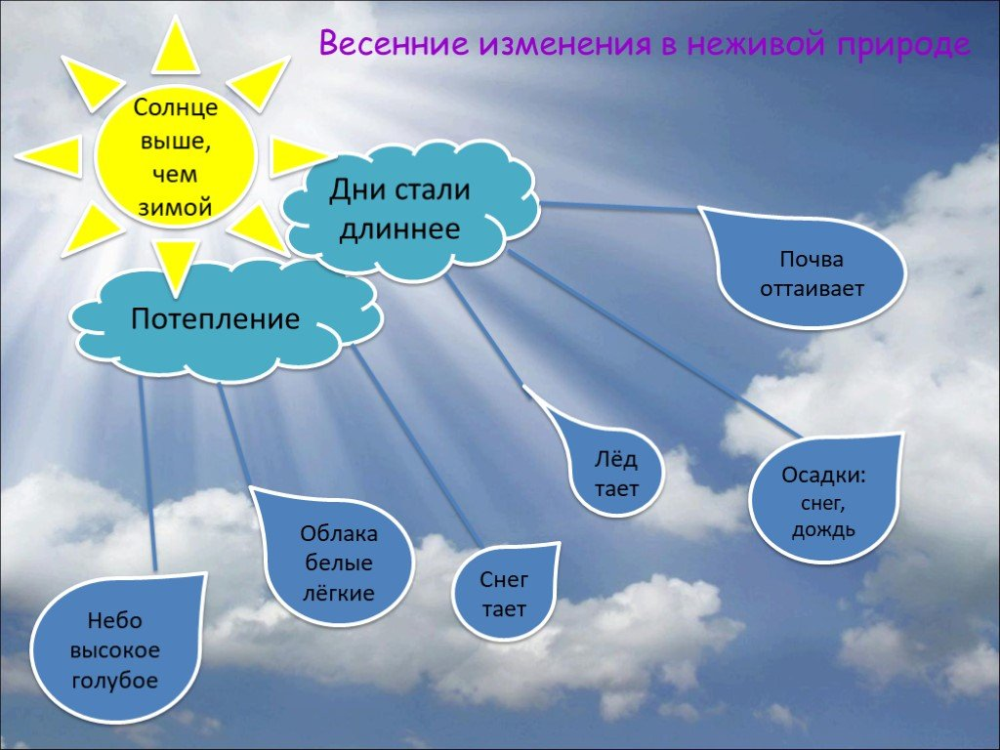 Весенние изменения в неживой природе
Солнце
выше,
чем
зимой
Дни стали
длиннее
Потепление
Почва
оттаивает
Лёд
тает
Осадки:
снег,
дождь
Облака
белые
лёгкие
Снег
тает
Небо
высокое
голубое